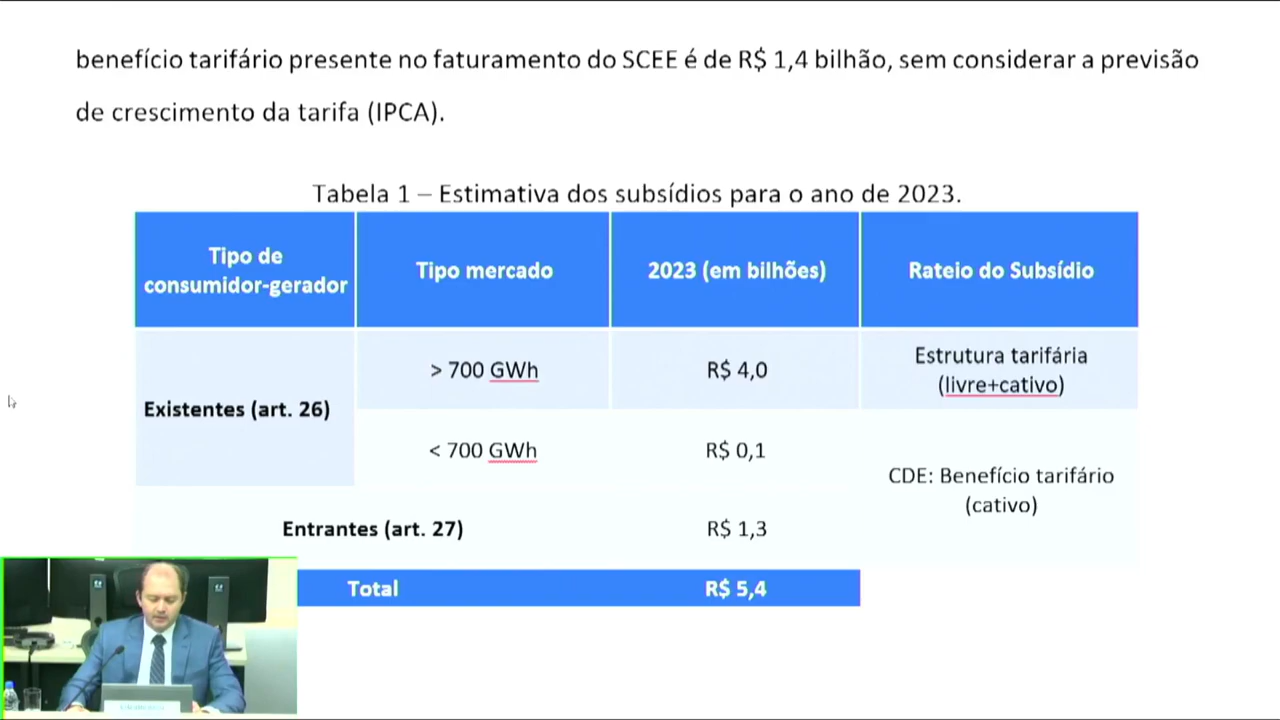 benefício tarifário presente no faturamento do SCEE é de R$ 1,4 bilhão, sem considerar a previsão
de crescimento da tarifa (IPCA).
Tabela 1 – Estimativa dos subsídios para o ano de 2023.
Tipo de
consumidor-gerador
Tipo mercado
2023 (em bilhões)
Rateio do Subsídio
Existentes (art. 26)
> 700 GWh
R$ 4,0
Estrutura tarifária
(livre+cativo)
< 700 GWh
R$ 0,1
CDE: Benefício tarifário
(cativo)
Entrantes (art. 27)
R$ 1,3
Total
R$ 5,4